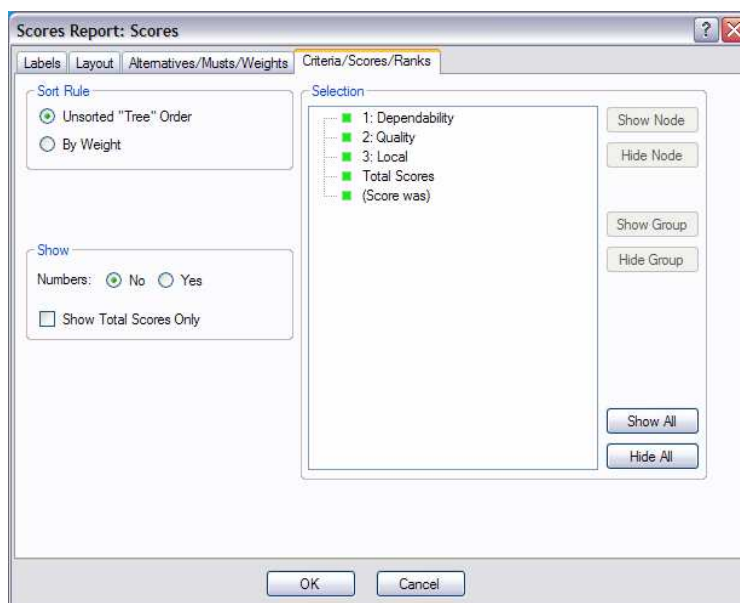 Scores Report: Scores
Labels Layout Alternatives/Musts/Weights Criteria/Scores/Ranks
Sort Rule
Unsorted "Tree" Order
By Weight
Show
Numbers: No Yes
Show Total Scores Only
Selection
1: Dependability
2: Quality
3: Local
Total Scores
(Score was)
Show Node
Hide Node
Show Group
Hide Group
Show All
Hide All
OK Cancel